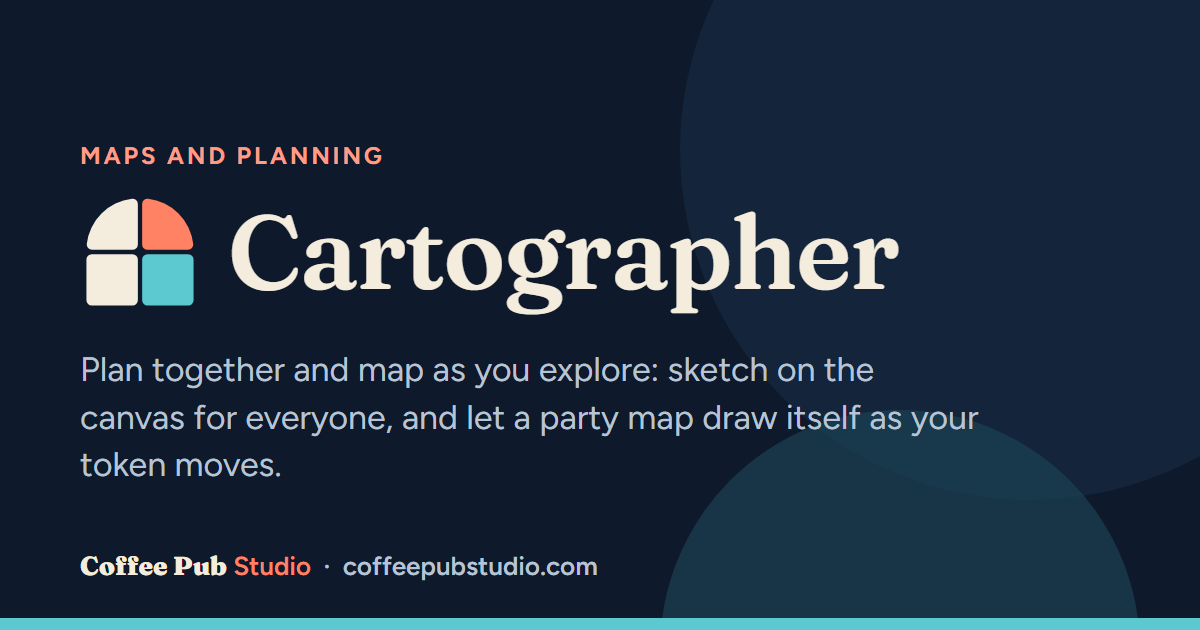 MAPS AND PLANNING
Cartographer
Plan together and map as you explore: sketch on the
canvas for everyone, and let a party map draw itself as your
token moves.
Coffee Pub Studio · coffeepubstudio.com